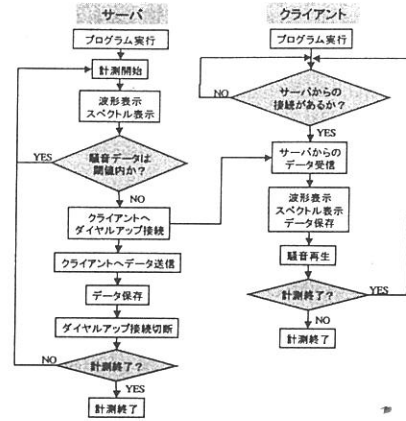 サーバ
プログラム実行
計測開始
波形表示
スペクトル表示
YES
騒音データは
閾値内か?
NO
クライアントへ
ダイヤルアップ接続
クライアントへデータ送信
データ保存
ダイヤルアップ接続切断
NO
計測終了?
YES
計測終了
クライアント
プログラム実行
サーバからの
接続があるか?
NO
YES
サーバからの
データ受信
波形表示
スペクトル表示
データ保存
騒音再生
計測終了?
YES
NO
計測終了